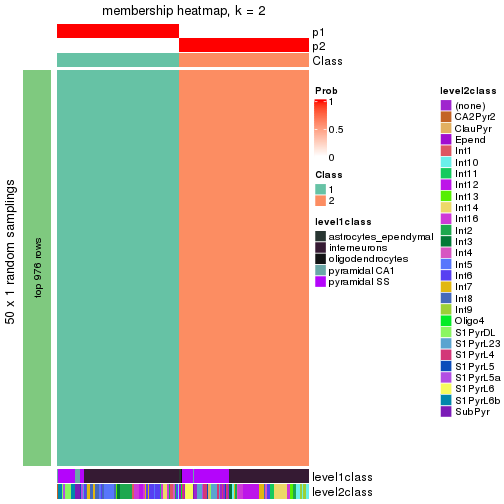 membership heatmap, k = 2
p1
p2
Class
50 x 1 random samplings
top 976 rows
level1class
level2class
Prob
1
0.5
0
Class
1
2
level1class
astrocytes_ependymal
interneurons
oligodendrocytes
pyramidal CA1
pyramidal SS
level2class
(none)
CA2Pyr2
ClauPyr
Epend
Int1
Int10
Int11
Int12
Int13
Int14
Int16
Int2
Int3
Int4
Int5
Int6
Int7
Int8
Int9
Oligo4
S1PyrDL
S1PyrL23
S1PyrL4
S1PyrL5
S1PyrL5a
S1PyrL6
S1PyrL6b
SubPyr